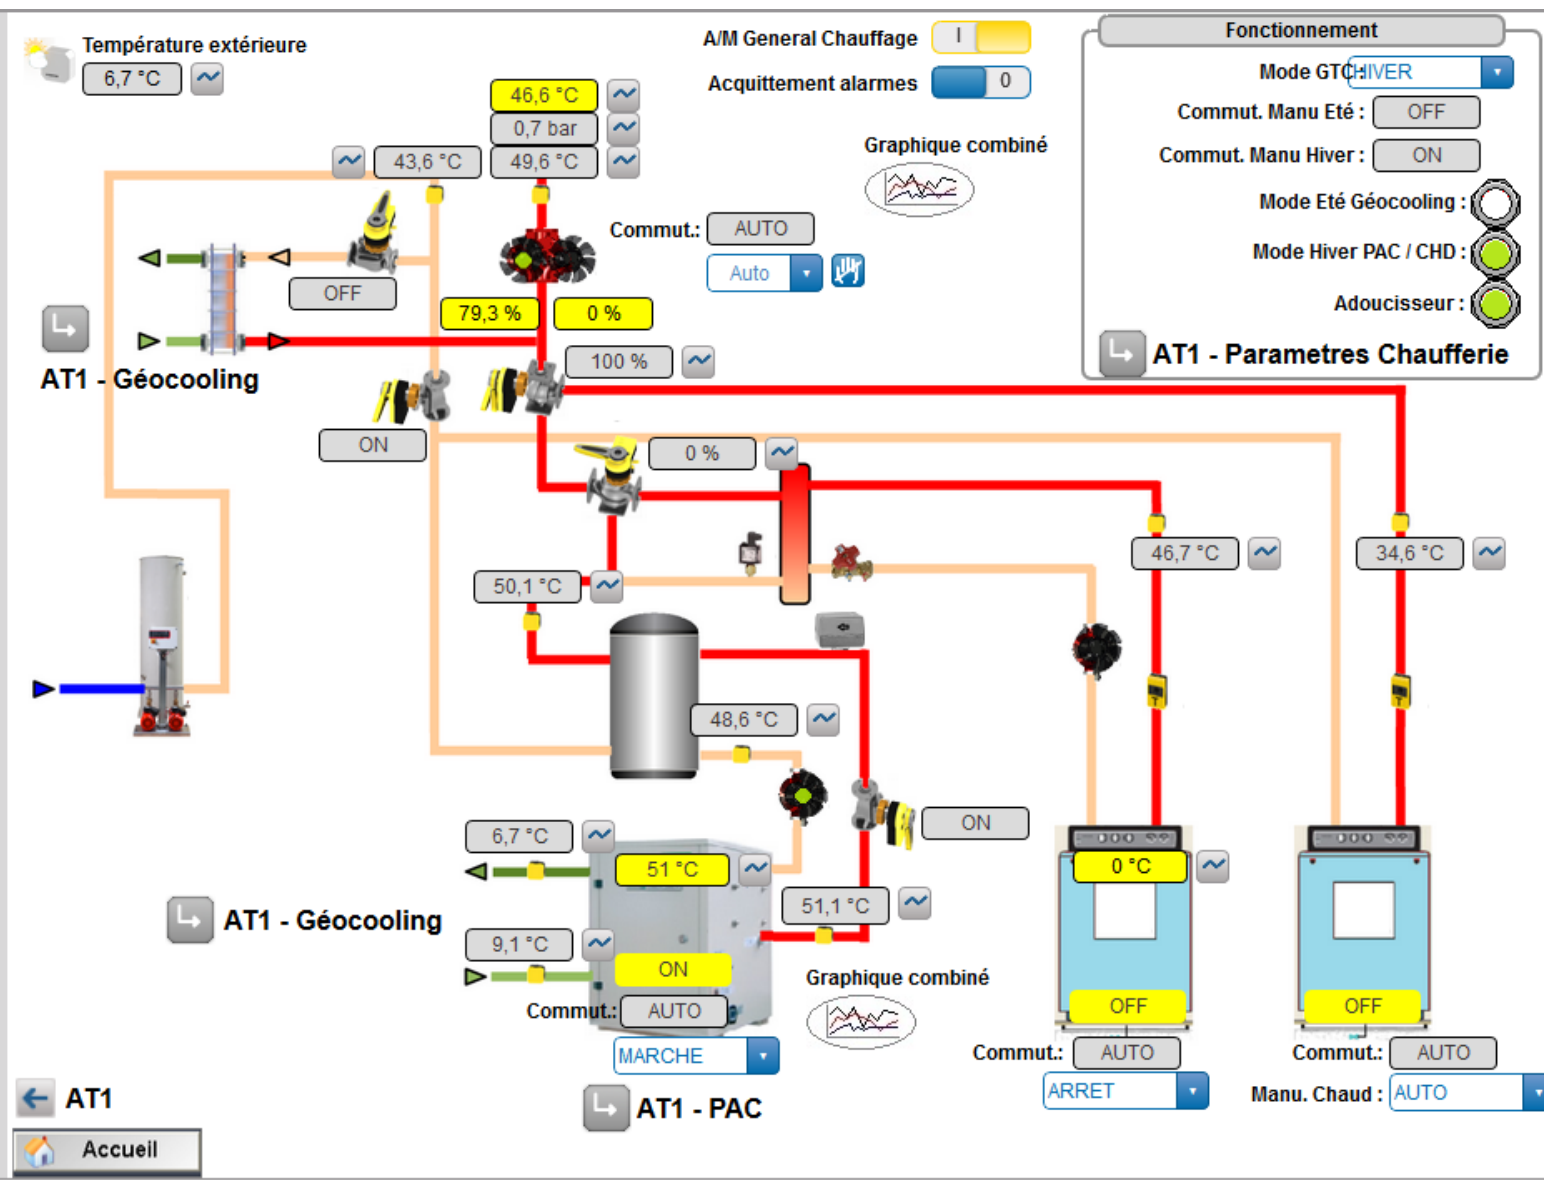 Température extérieure
6,7 °C
A/M General Chauffage
I
Acquittement alarmes
0
Fonctionnement
Mode GTC:
HIVER
Commut. Manu Eté :
OFF
Commut. Manu Hiver :
ON
Mode Eté Géocooling :
Mode Hiver PAC / CHD :
Adoucisseur :
AT1 - Parametres Chaufferie
46,6 °C
0,7 bar
43,6 °C
49,6 °C
Graphique combiné
Commut.:
AUTO
Auto
OFF
79,3 %
0 %
AT1 - Géocooling
100 %
ON
0 %
46,7 °C
34,6 °C
50,1 °C
48,6 °C
ON
6,7 °C
51 °C
0 °C
51,1 °C
AT1 - Géocooling
9,1 °C
ON
Graphique combiné
Commut.:
AUTO
MARCHE
OFF
OFF
Commut.:
AUTO
ARRET
Commut.:
AUTO
Manu. Chaud :
AUTO
AT1
AT1 - PAC
Accueil